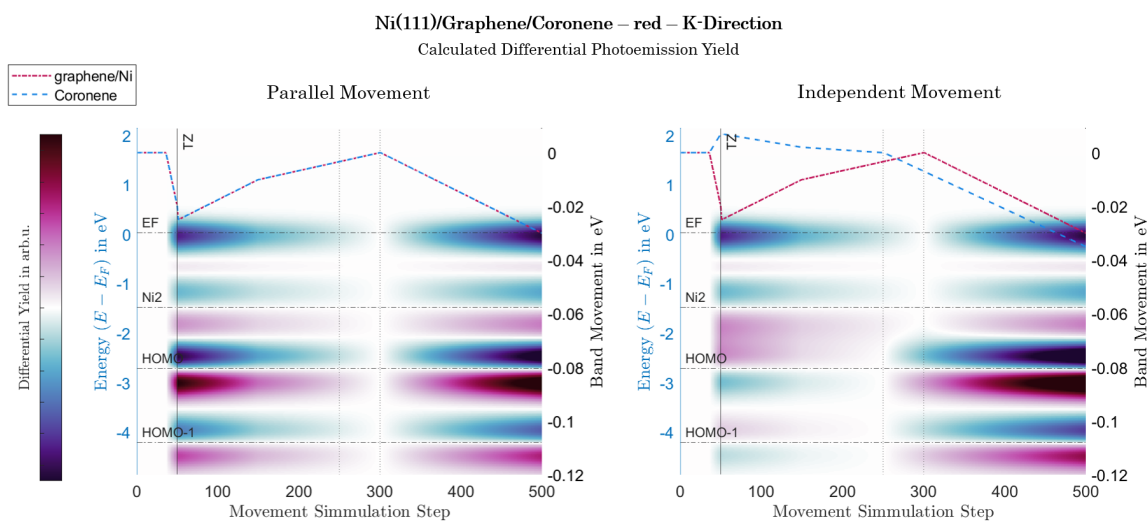 Ni(111)/Graphene/Coronene – red – K-Direction
Calculated Differential Photoemission Yield
graphene/Ni
Coronene
Parallel Movement
Independent Movement
Differential Yield in arb.u.
Energy (E − E_F) in eV
2
1
0
-1
-2
-3
-4
TZ
EF
Ni2
HOMO
HOMO-1
0
-0.02
-0.04
-0.06
-0.08
-0.1
-0.12
Band Movement in eV
0
100
200
300
400
500
Movement Simmulation Step
Energy (E − E_F) in eV
2
1
0
-1
-2
-3
-4
TZ
EF
Ni2
HOMO
HOMO-1
0
-0.02
-0.04
-0.06
-0.08
-0.1
-0.12
Band Movement in eV
0
100
200
300
400
500
Movement Simmulation Step